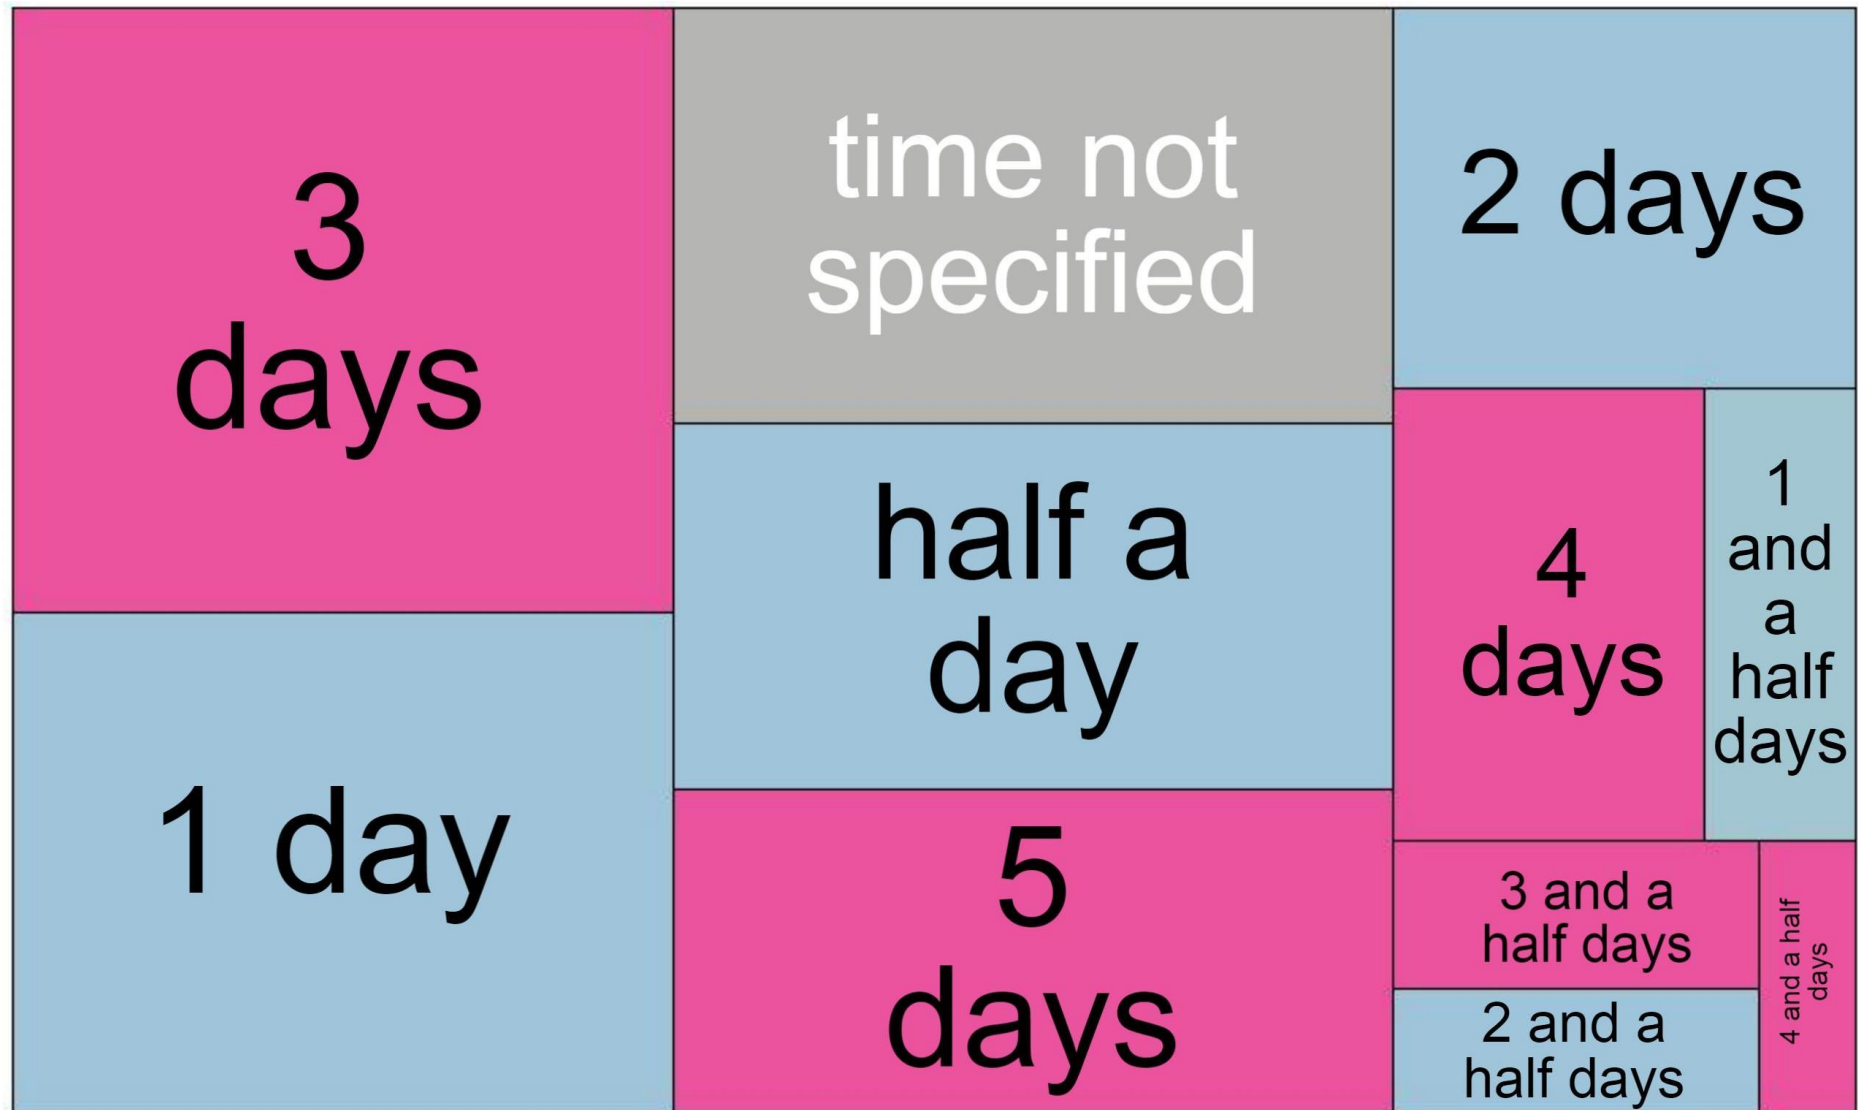 3
days
1 day
time not
specified
half a
day
5
days
2 days
4
days
1
and
a
half
days
3 and a
half days
2 and a
half days
4 and a half
days